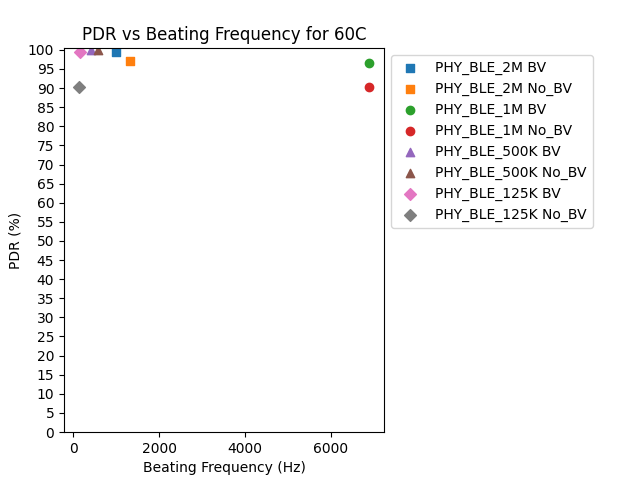 PDR vs Beating Frequency for 60C
100
95
90
85
80
75
70
65
60
55
50
45
40
35
30
25
20
15
10
5
0
PDR (%)
0 2000 4000 6000
Beating Frequency (Hz)
PHY_BLE_2M BV
PHY_BLE_2M No_BV
PHY_BLE_1M BV
PHY_BLE_1M No_BV
PHY_BLE_500K BV
PHY_BLE_500K No_BV
PHY_BLE_125K BV
PHY_BLE_125K No_BV